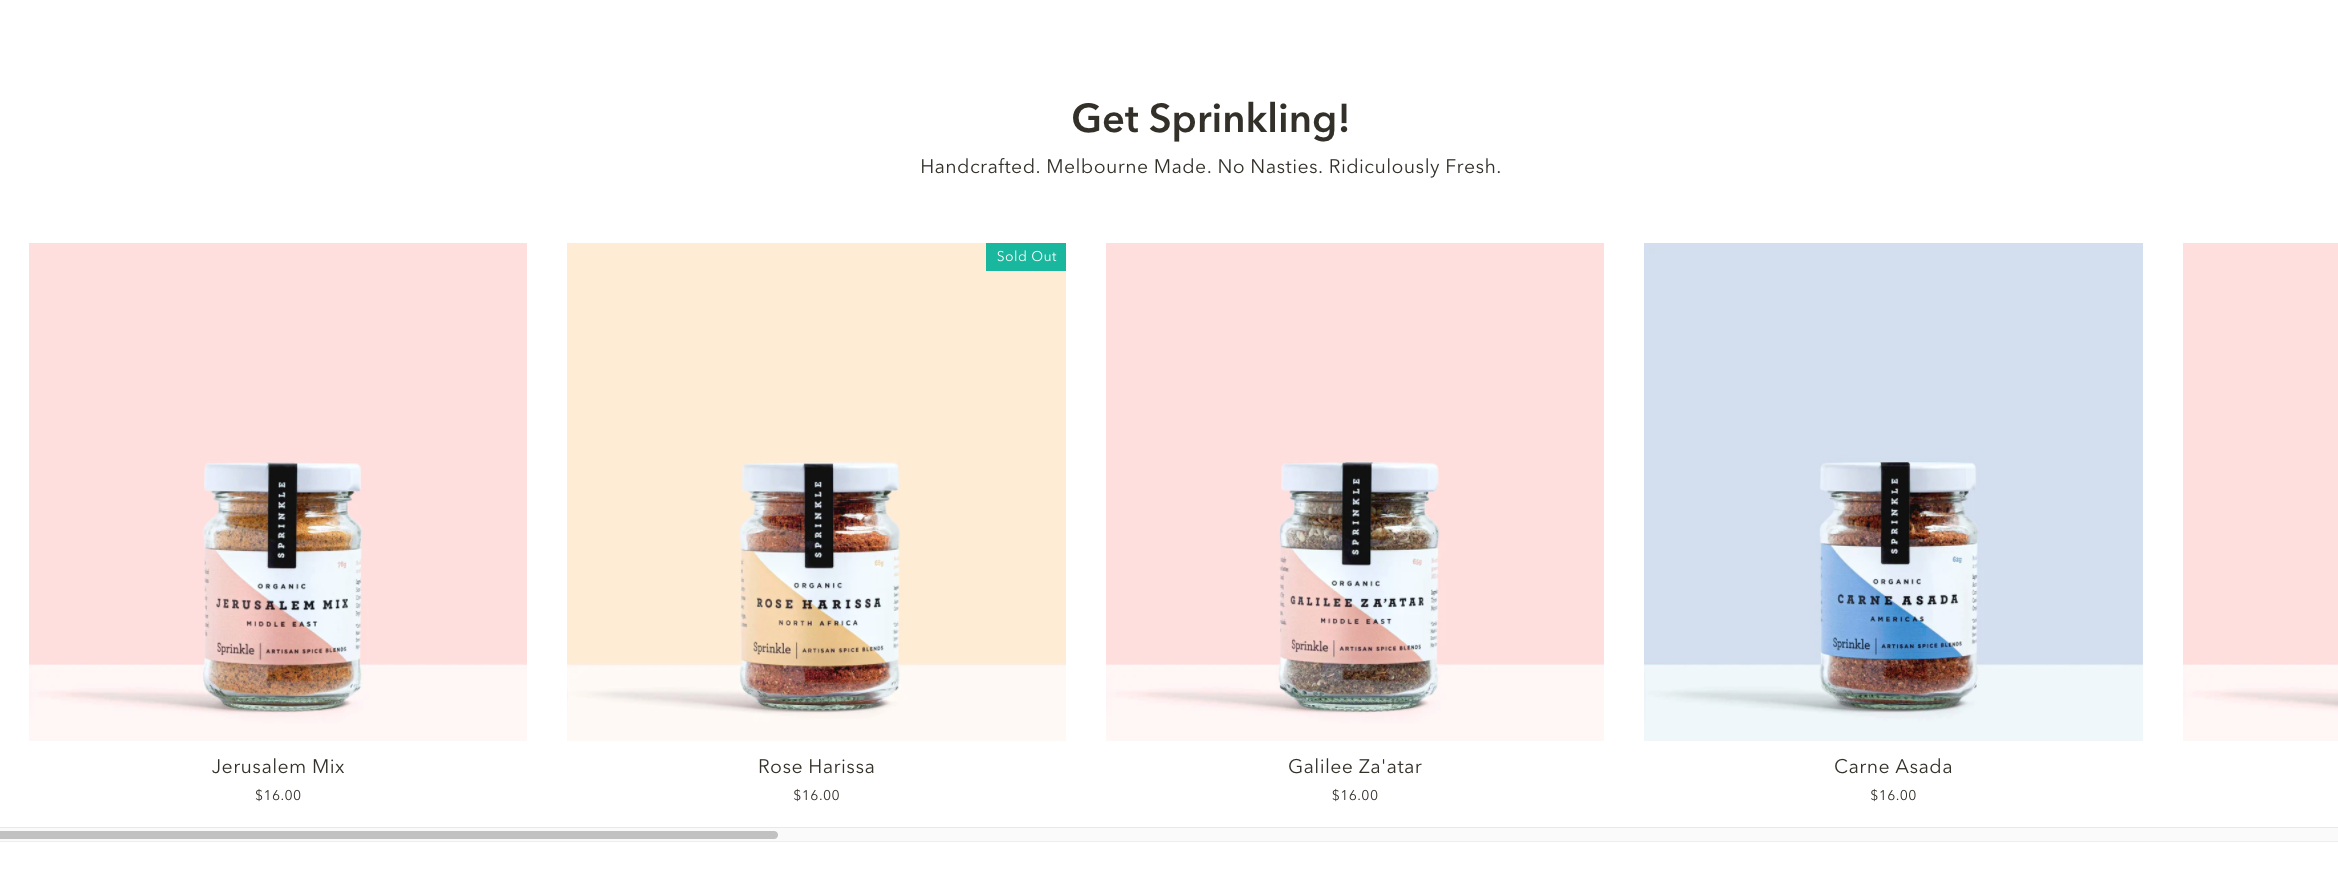 Get Sprinkling!
Handcrafted. Melbourne Made. No Nasties. Ridiculously Fresh.
SPRINKLE
ORGANIC
JERUSALEM MIX
MIDDLE EAST
Sprinkle | ARTISAN SPICE BLENDS
Jerusalem Mix
$16.00
Sold Out
SPRINKLE
ORGANIC
ROSE HARISSA
NORTH AFRICA
Sprinkle | ARTISAN SPICE BLENDS
Rose Harissa
$16.00
SPRINKLE
ORGANIC
GALILEE ZA'ATAR
MIDDLE EAST
Sprinkle | ARTISAN SPICE BLENDS
Galilee Za'atar
$16.00
SPRINKLE
ORGANIC
CARNE ASADA
AMERICAS
Sprinkle | ARTISAN SPICE BLENDS
Carne Asada
$16.00